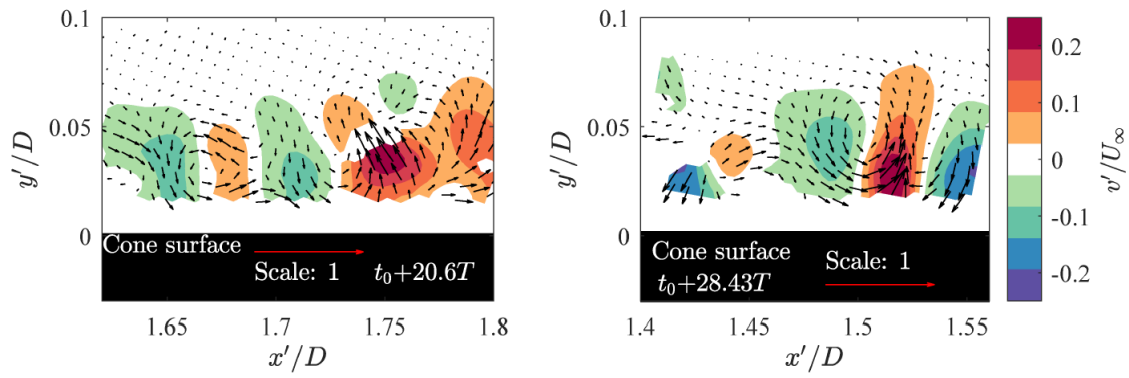 0.1
0.05
0
y′/D
Cone surface
Scale: 1
t₀+20.6T
1.65
1.7
1.75
1.8
x′/D
0.1
0.05
0
y′/D
Cone surface
Scale: 1
t₀+28.43T
1.4
1.45
1.5
1.55
x′/D
0.2
0.1
0
-0.1
-0.2
v′/U∞